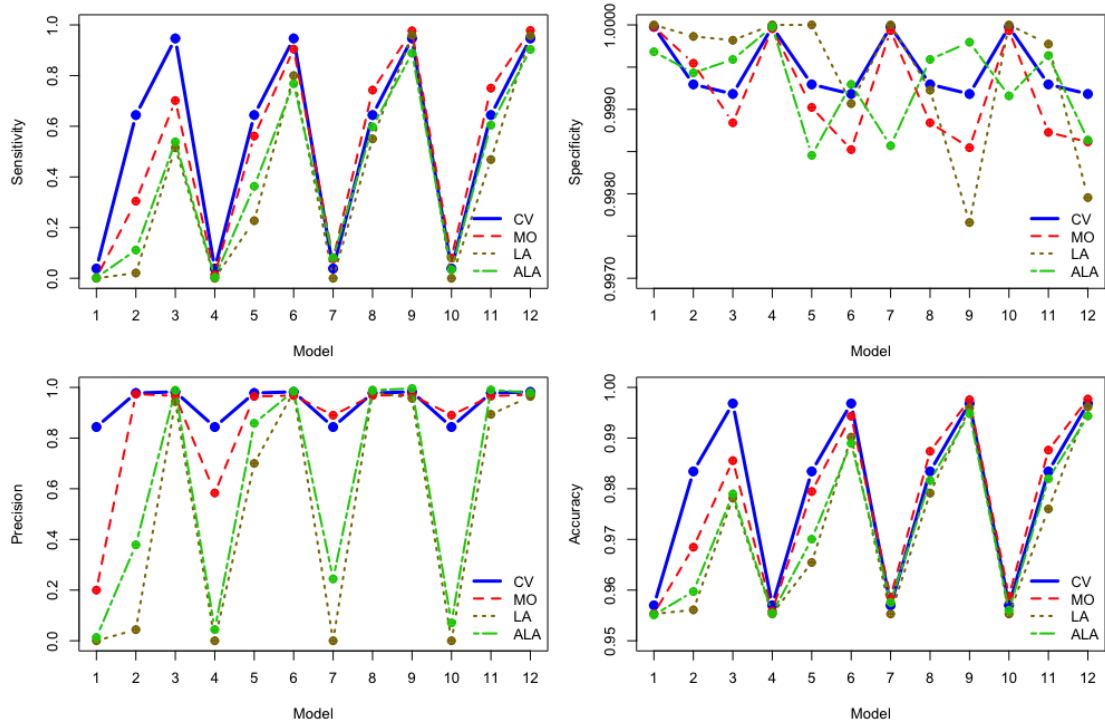 Sensitivity
1.0
0.8
0.6
0.4
0.2
0.0
CV
MO
LA
ALA
1 2 3 4 5 6 7 8 9 10 11 12
Model
Specificity
1.0000
0.9990
0.9980
0.9970
CV
MO
LA
ALA
1 2 3 4 5 6 7 8 9 10 11 12
Model
Precision
1.0
0.8
0.6
0.4
0.2
0.0
CV
MO
LA
ALA
1 2 3 4 5 6 7 8 9 10 11 12
Model
Accuracy
1.00
0.99
0.98
0.97
0.96
0.95
CV
MO
LA
ALA
1 2 3 4 5 6 7 8 9 10 11 12
Model